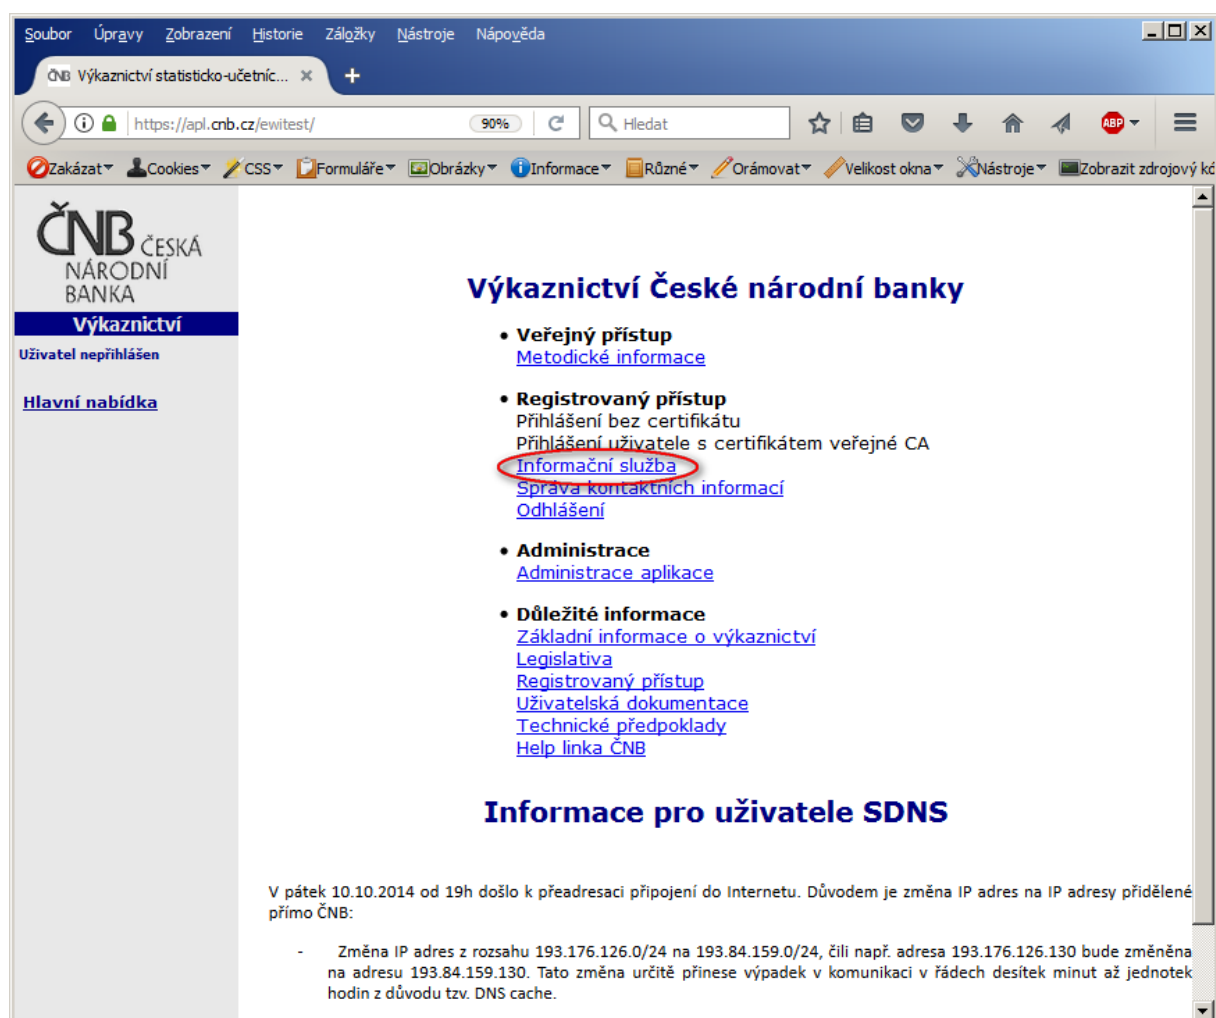 Soubor Úpravy Zobrazení Historie Záložky Nástroje Nápověda
ČNB Výkaznictví statisticko-učetníc...
https://apl.cnb.cz/ewitest/ 90% Hledat ABP
Zakázat Cookies CSS Formuláře Obrázky Informace Různé Orámovat Velikost okna Nástroje Zobrazit zdrojový kó
ČNB ČESKÁ
NÁRODNÍ
BANKA
Výkaznictví
Uživatel nepřihlášen
Hlavní nabídka
Výkaznictví České národní banky
• Veřejný přístup
Metodické informace
• Registrovaný přístup
Přihlášení bez certifikátu
Přihlášení uživatele s certifikátem veřejné CA
Informační služba
Správa kontaktních informací
Odhlášení
• Administrace
Administrace aplikace
• Důležité informace
Základní informace o výkaznictví
Legislativa
Registrovaný přístup
Uživatelská dokumentace
Technické předpoklady
Help linka ČNB
Informace pro uživatele SDNS
V pátek 10.10.2014 od 19h došlo k přeadresaci připojení do Internetu. Důvodem je změna IP adres na IP adresy přidělené
přímo ČNB:
- Změna IP adres z rozsahu 193.176.126.0/24 na 193.84.159.0/24, čili např. adresa 193.176.126.130 bude změněna
na adresu 193.84.159.130. Tato změna určitě přinese výpadek v komunikaci v řádech desítek minut až jednotek
hodin z důvodu tzv. DNS cache.